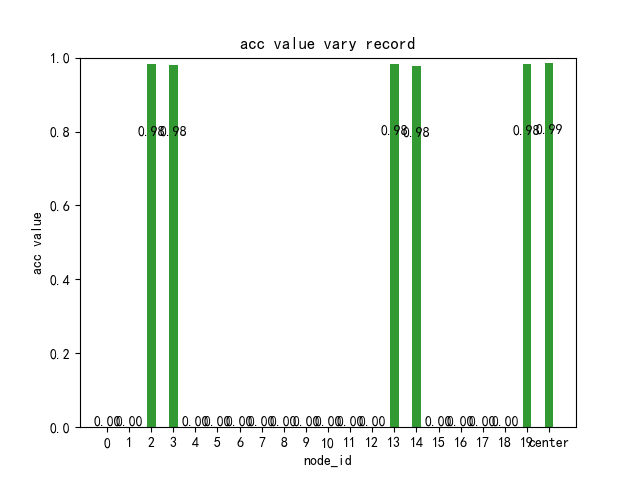 acc value vary record
1.0
0.8
0.6
0.4
0.2
0.0
acc value
0.98 0.98 0.98 0.98 0.98 0.99
0.00 0.00 0.00 0.00 0.00 0.00 0.00 0.00 0.00 0.00 0.00 0.00 0.00 0.00 0.00
0 1 2 3 4 5 6 7 8 9 10 11 12 13 14 15 16 17 18 19 center
node_id